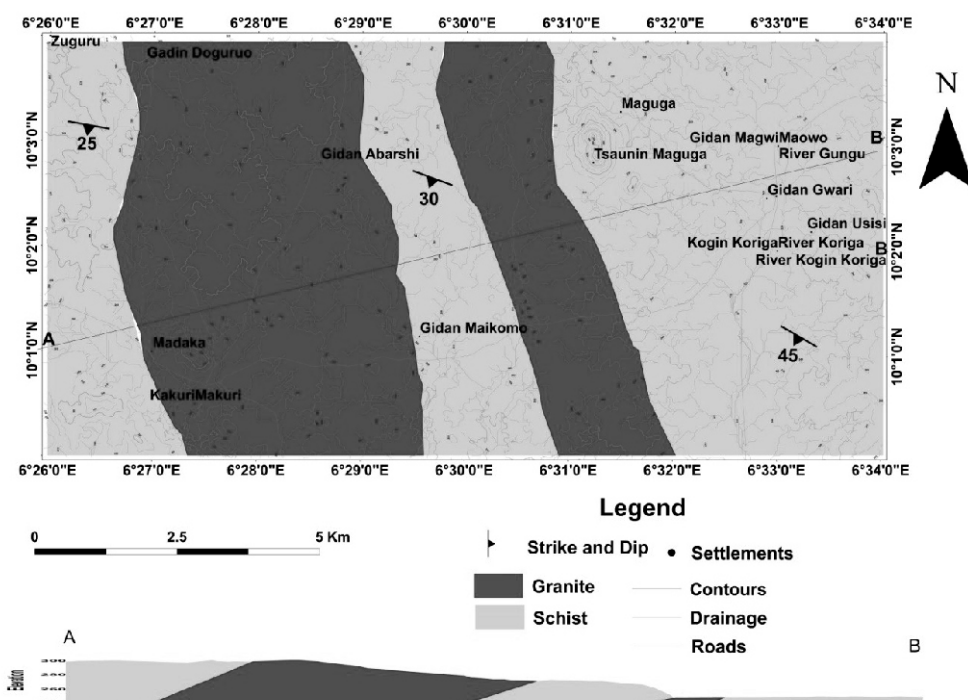 6°26'0"E 6°27'0"E 6°28'0"E 6°29'0"E 6°30'0"E 6°31'0"E 6°32'0"E 6°33'0"E 6°34'0"E
Zuguru
Gadin Doguruo
N
Maguga
25
10°3'0"N
Gidan MagwiMaowo
B
10°3'0"N
Gidan Abarshi
Tsaunin Maguga
River Gungu
30
Gidan Gwari
Gidan Usisi
10°2'0"N
Kogin KorigaRiver Koriga
B
10°2'0"N
River Kogin Koriga
Gidan Maikomo
A
10°1'0"N
Madaka
45
10°1'0"N
KakuriMakuri
6°26'0"E 6°27'0"E 6°28'0"E 6°29'0"E 6°30'0"E 6°31'0"E 6°32'0"E 6°33'0"E 6°34'0"E
Legend
0 2.5 5 Km
Strike and Dip
Settlements
Granite
Contours
Schist
Drainage
Roads
A B
Elevation